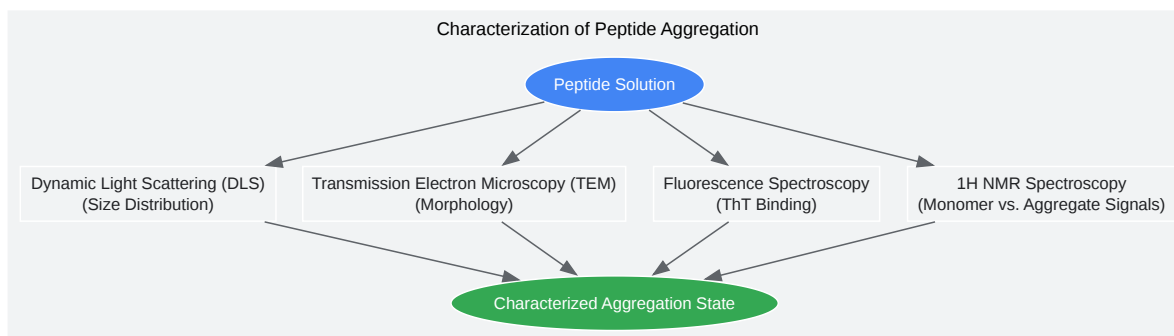 Characterization of Peptide Aggregation
Peptide Solution
Dynamic Light Scattering (DLS)
(Size Distribution)
Transmission Electron Microscopy (TEM)
(Morphology)
Fluorescence Spectroscopy
(ThT Binding)
1H NMR Spectroscopy
(Monomer vs. Aggregate Signals)
Characterized Aggregation State